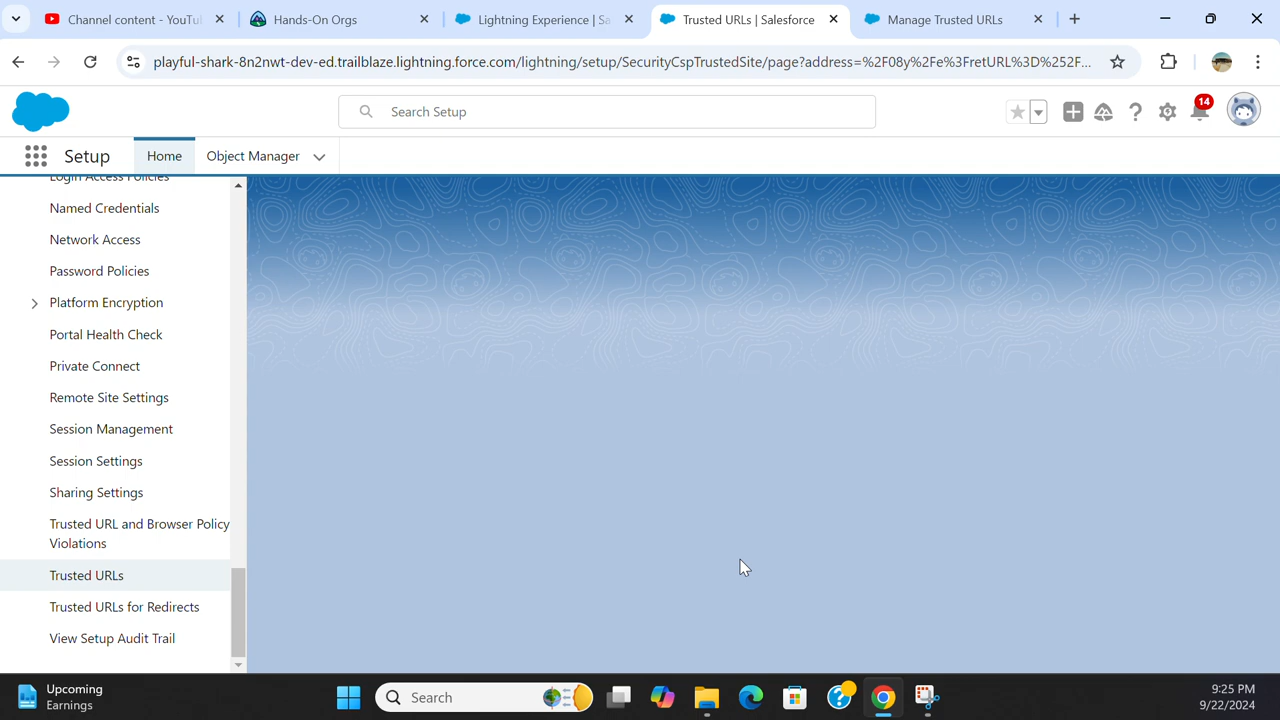 Channel content - YouTu
Hands-On Orgs
Lightning Experience | Sa
Trusted URLs | Salesforce
Manage Trusted URLs
playful-shark-8n2nwt-dev-ed.trailblaze.lightning.force.com/lightning/setup/SecurityCspTrustedSite/page?address=%2F08y%2Fe%3FretURL%3D%252F...
Search Setup
14
Setup
Home
Object Manager
Login Access Policies
Named Credentials
Network Access
Password Policies
Platform Encryption
Portal Health Check
Private Connect
Remote Site Settings
Session Management
Session Settings
Sharing Settings
Trusted URL and Browser Policy
Violations
Trusted URLs
Trusted URLs for Redirects
View Setup Audit Trail
Upcoming
Earnings
Search
9:25 PM
9/22/2024